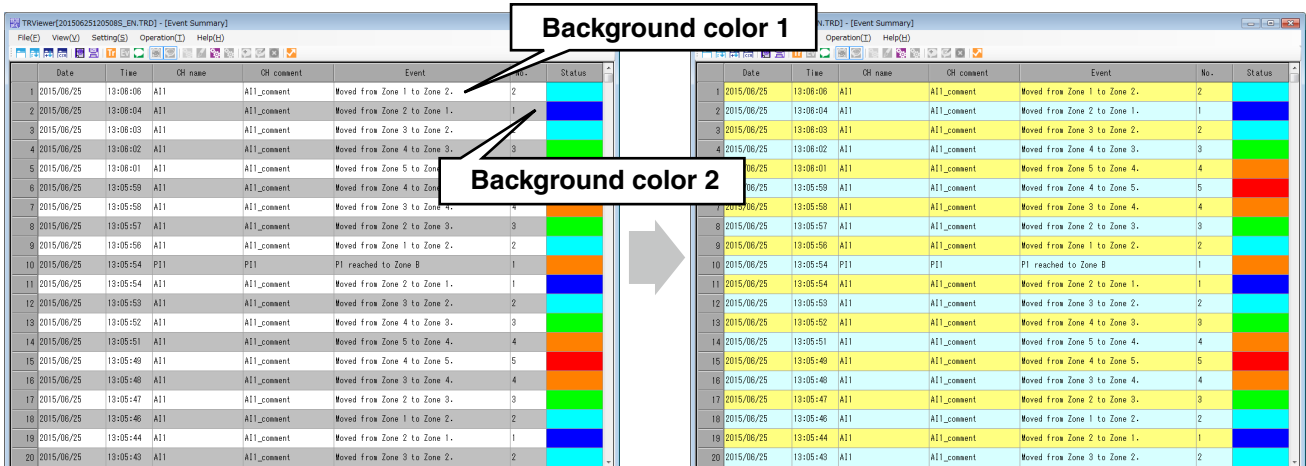 Background color 1
Background color 2
TRViewer[20150625120508S_EN.TRD] - [Event Summary]
File(F) View(V) Setting(S) Operation(T) Help(H)
Date Time CH name CH comment Event No. Status
1 2015/06/25 13:06:06 AI1 AI1_comment Moved from Zone 1 to Zone 2. 2
2 2015/06/25 13:06:04 AI1 AI1_comment Moved from Zone 2 to Zone 1. 1
3 2015/06/25 13:06:03 AI1 AI1_comment Moved from Zone 3 to Zone 2. 2
4 2015/06/25 13:06:02 AI1 AI1_comment Moved from Zone 4 to Zone 3. 3
5 2015/06/25 13:06:01 AI1 AI1_comment Moved from Zone 5 to Zone
6 2015/06/25 13:05:59 AI1 AI1_comment Moved from Zone 4 to Zone
7 2015/06/25 13:05:58 AI1 AI1_comment Moved from Zone 3 to Zone 4. 4
8 2015/06/25 13:05:57 AI1 AI1_comment Moved from Zone 2 to Zone 3. 3
9 2015/06/25 13:05:56 AI1 AI1_comment Moved from Zone 1 to Zone 2. 2
10 2015/06/25 13:05:54 PI1 PI1 P1 reached to Zone B 1
11 2015/06/25 13:05:54 AI1 AI1_comment Moved from Zone 2 to Zone 1. 1
12 2015/06/25 13:05:53 AI1 AI1_comment Moved from Zone 3 to Zone 2. 2
13 2015/06/25 13:05:52 AI1 AI1_comment Moved from Zone 4 to Zone 3. 3
14 2015/06/25 13:05:51 AI1 AI1_comment Moved from Zone 5 to Zone 4. 4
15 2015/06/25 13:05:49 AI1 AI1_comment Moved from Zone 4 to Zone 5. 5
16 2015/06/25 13:05:48 AI1 AI1_comment Moved from Zone 3 to Zone 4. 4
17 2015/06/25 13:05:47 AI1 AI1_comment Moved from Zone 2 to Zone 3. 3
18 2015/06/25 13:05:46 AI1 AI1_comment Moved from Zone 1 to Zone 2. 2
19 2015/06/25 13:05:44 AI1 AI1_comment Moved from Zone 2 to Zone 1. 1
20 2015/06/25 13:05:43 AI1 AI1_comment Moved from Zone 3 to Zone 2. 2
N.TRD] - [Event Summary]
Operation(T) Help(H)
Date Time CH name CH comment Event No. Status
1 2015/06/25 13:06:06 AI1 AI1_comment Moved from Zone 1 to Zone 2. 2
2 2015/06/25 13:06:04 AI1 AI1_comment Moved from Zone 2 to Zone 1. 1
3 2015/06/25 13:06:03 AI1 AI1_comment Moved from Zone 3 to Zone 2. 2
4 2015/06/25 13:06:02 AI1 AI1_comment Moved from Zone 4 to Zone 3. 3
06/25 13:06:01 AI1 AI1_comment Moved from Zone 5 to Zone 4. 4
06/25 13:05:59 AI1 AI1_comment Moved from Zone 4 to Zone 5. 5
7 2015/06/25 13:05:58 AI1 AI1_comment Moved from Zone 3 to Zone 4. 4
8 2015/06/25 13:05:57 AI1 AI1_comment Moved from Zone 2 to Zone 3. 3
9 2015/06/25 13:05:56 AI1 AI1_comment Moved from Zone 1 to Zone 2. 2
10 2015/06/25 13:05:54 PI1 PI1 P1 reached to Zone B 1
11 2015/06/25 13:05:54 AI1 AI1_comment Moved from Zone 2 to Zone 1. 1
12 2015/06/25 13:05:53 AI1 AI1_comment Moved from Zone 3 to Zone 2. 2
13 2015/06/25 13:05:52 AI1 AI1_comment Moved from Zone 4 to Zone 3. 3
14 2015/06/25 13:05:51 AI1 AI1_comment Moved from Zone 5 to Zone 4. 4
15 2015/06/25 13:05:49 AI1 AI1_comment Moved from Zone 4 to Zone 5. 5
16 2015/06/25 13:05:48 AI1 AI1_comment Moved from Zone 3 to Zone 4. 4
17 2015/06/25 13:05:47 AI1 AI1_comment Moved from Zone 2 to Zone 3. 3
18 2015/06/25 13:05:46 AI1 AI1_comment Moved from Zone 1 to Zone 2. 2
19 2015/06/25 13:05:44 AI1 AI1_comment Moved from Zone 2 to Zone 1. 1
20 2015/06/25 13:05:43 AI1 AI1_comment Moved from Zone 3 to Zone 2. 2